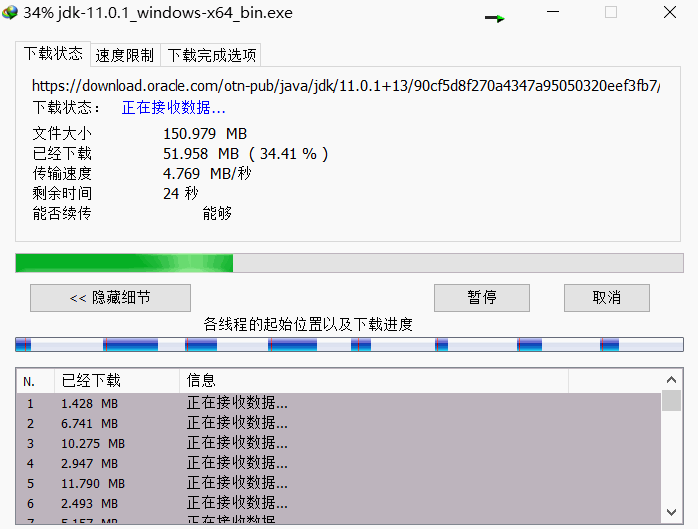 34% jdk-11.0.1_windows-x64_bin.exe
下载状态 速度限制 下载完成选项
https://download.oracle.com/otn-pub/java/jdk/11.0.1+13/90cf5d8f270a4347a95050320eef3fb7/
下载状态： 正在接收数据...
文件大小 150.979 MB
已经下载 51.958 MB ( 34.41 % )
传输速度 4.769 MB/秒
剩余时间 24 秒
能否续传 能够
<< 隐藏细节 暂停 取消
各线程的起始位置以及下载进度
N. 已经下载 信息
1 1.428 MB 正在接收数据...
2 6.741 MB 正在接收数据...
3 10.275 MB 正在接收数据...
4 2.947 MB 正在接收数据...
5 11.790 MB 正在接收数据...
6 2.493 MB 正在接收数据...
7 5.157 MB 正在接收数据...